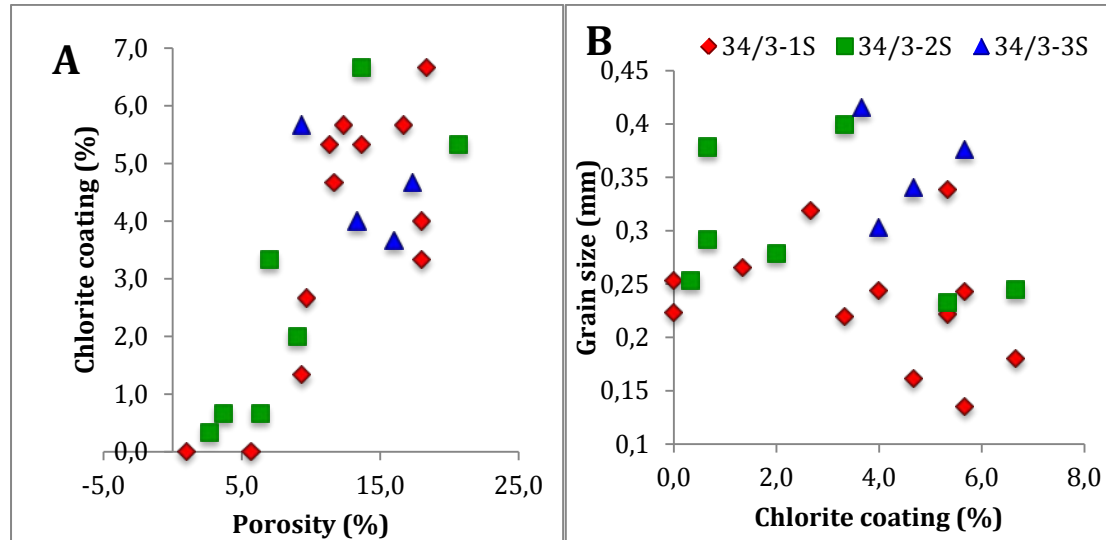 A
7,0
6,0
5,0
4,0
3,0
2,0
1,0
0,0
-5,0 5,0 15,0 25,0
Chlorite coating (%)
Porosity (%)
B
34/3-1S 34/3-2S 34/3-3S
0,45
0,4
0,35
0,3
0,25
0,2
0,15
0,1
0,0 2,0 4,0 6,0 8,0
Grain size (mm)
Chlorite coating (%)